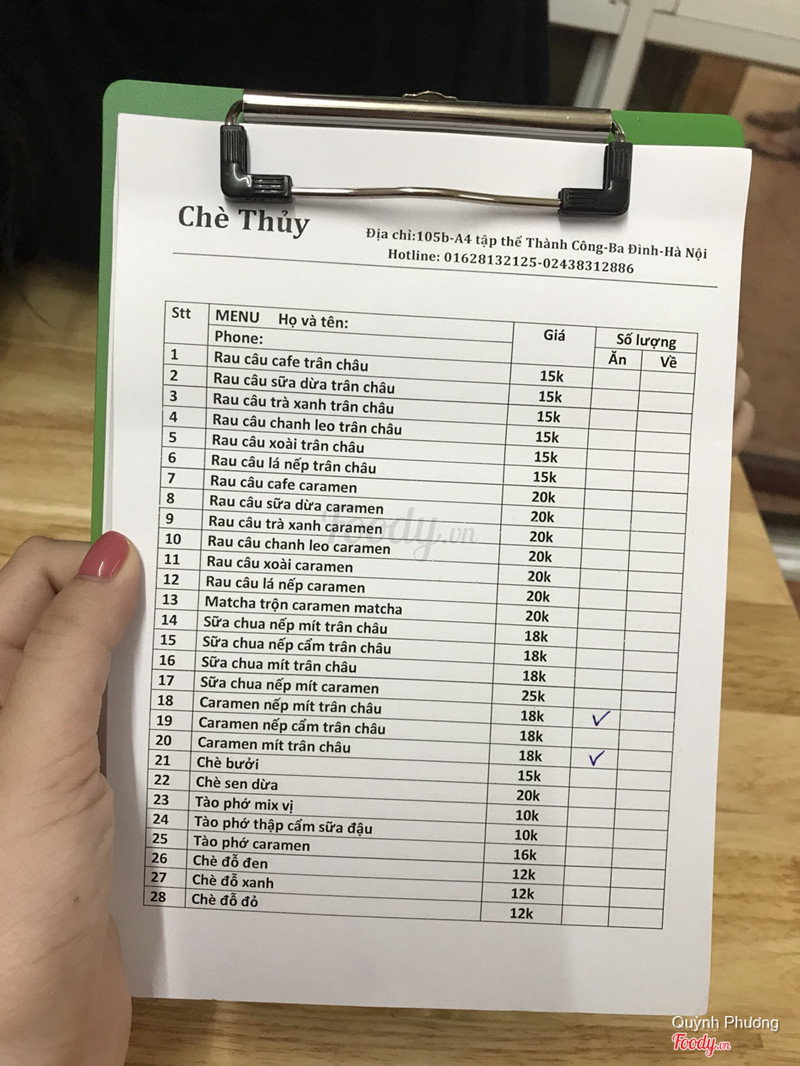 Chè Thủy
Địa chỉ:105b-A4 tập thể Thành Công-Ba Đình-Hà Nội
Hotline: 01628132125-02438312886
Stt MENU Họ và tên: Giá Số lượng
Phone: Ăn Về
1 Rau câu cafe trân châu 15k
2 Rau câu sữa dừa trân châu 15k
3 Rau câu trà xanh trân châu 15k
4 Rau câu chanh leo trân châu 15k
5 Rau câu xoài trân châu 15k
6 Rau câu lá nếp trân châu 15k
7 Rau câu cafe caramen 20k
8 Rau câu sữa dừa caramen 20k
9 Rau câu trà xanh caramen 20k
10 Rau câu chanh leo caramen 20k
11 Rau câu xoài caramen 20k
12 Rau câu lá nếp caramen 20k
13 Matcha trộn caramen matcha 20k
14 Sữa chua nếp mít trân châu 18k
15 Sữa chua nếp cẩm trân châu 18k
16 Sữa chua mít trân châu 18k
17 Sữa chua nếp mít caramen 25k
18 Caramen nếp mít trân châu 18k ✓
19 Caramen nếp cẩm trân châu 18k
20 Caramen mít trân châu 18k ✓
21 Chè bưởi 15k
22 Chè sen dừa 20k
23 Tào phớ mix vị 10k
24 Tào phớ thập cẩm sữa đậu 10k
25 Tào phớ caramen 16k
26 Chè đỗ đen 12k
27 Chè đỗ xanh 12k
28 Chè đỗ đỏ 12k
Foody.vn
Quỳnh Phương
Foody.vn